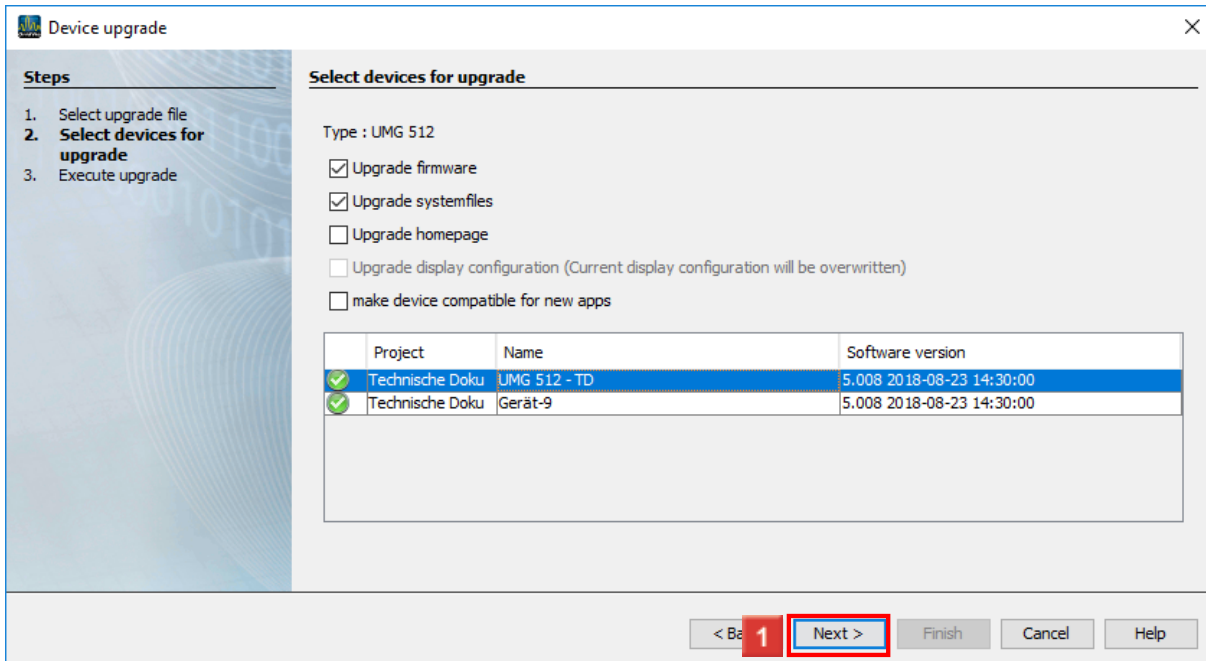 Device upgrade
Steps
1. Select upgrade file
2. Select devices for
upgrade
3. Execute upgrade
Select devices for upgrade
Type : UMG 512
Upgrade firmware
Upgrade systemfiles
Upgrade homepage
Upgrade display configuration (Current display configuration will be overwritten)
make device compatible for new apps
Project Name Software version
Technische Doku UMG 512 - TD 5.008 2018-08-23 14:30:00
Technische Doku Gerät-9 5.008 2018-08-23 14:30:00
< Ba 1 Next > Finish Cancel Help